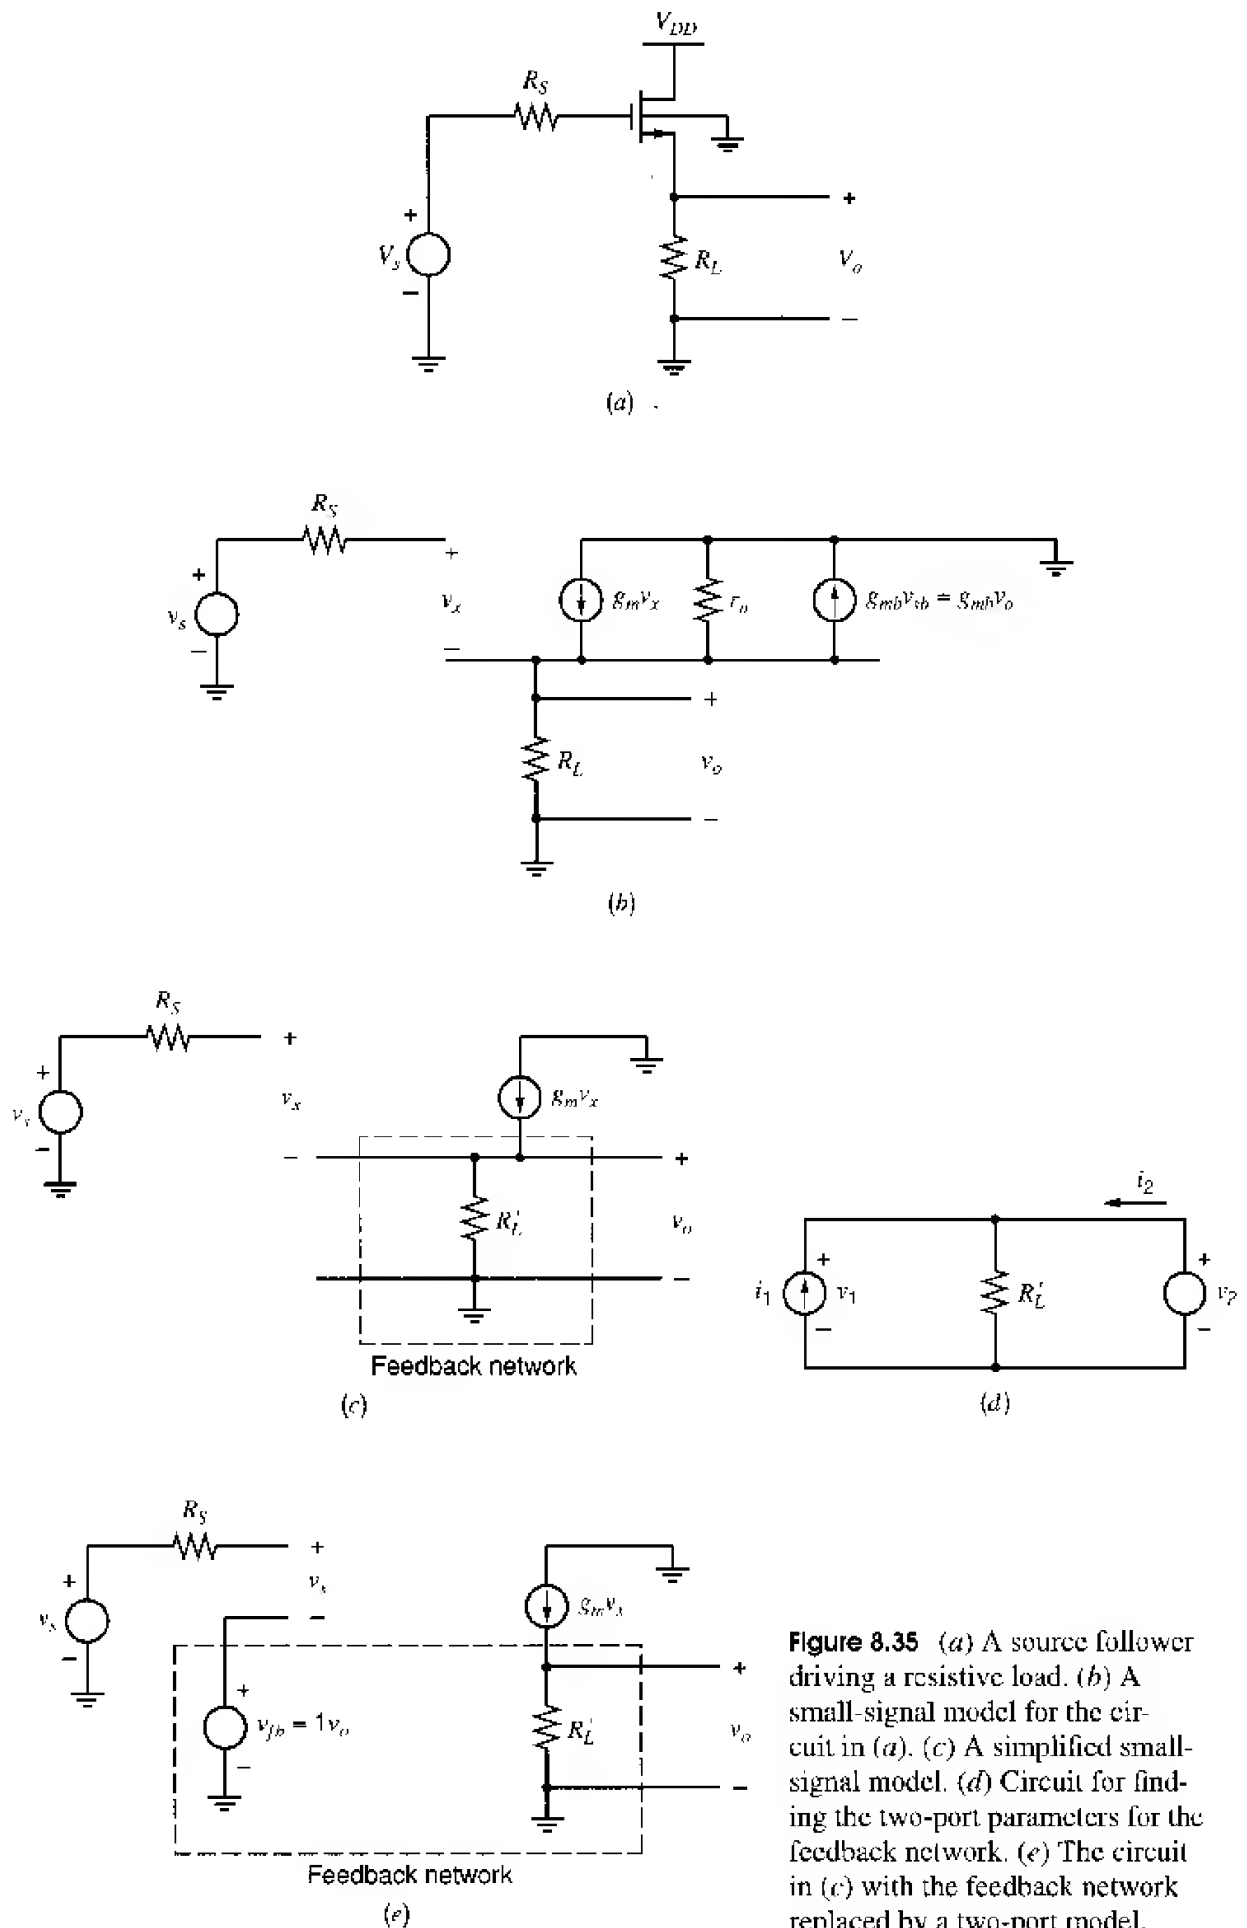 V_DD
R_S
+
V_s
−
+
R_L
V_o
−
(a)
R_S
+
v_s
−
+
v_x
−
g_m v_x
r_o
g_mb v_sb = g_mb v_o
+
R_L
v_o
−
(b)
R_S
+
v_s
−
+
v_x
−
g_m v_x
+
R_L′
v_o
−
Feedback network
(c)
i_2
+
i_1
v_1
−
R_L′
+
v_2
−
(d)
R_S
+
v_s
−
+
v_x
−
g_m v_x
+
v_fb = 1v_o
−
+
R_L′
v_o
−
Feedback network
(e)
Figure 8.35 (a) A source follower
driving a resistive load. (b) A
small-signal model for the cir-
cuit in (a). (c) A simplified small-
signal model. (d) Circuit for find-
ing the two-port parameters for the
feedback network. (e) The circuit
in (c) with the feedback network
replaced by a two-port model.